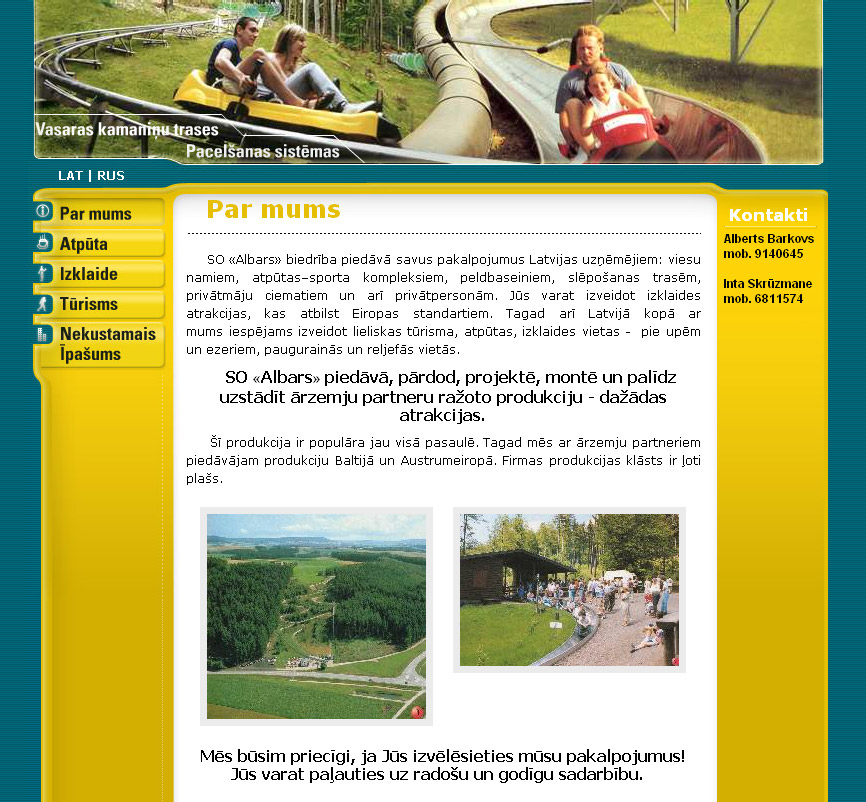 Vasaras kamaniņu trases
Pacelšanas sistēmas
LAT | RUS
Par mums
Atpūta
Izklaide
Tūrisms
Nekustamais
Īpašums
Par mums
SO «Albars» biedrība piedāvā savus pakalpojumus Latvijas uzņēmējiem: viesu
namiem, atpūtas–sporta kompleksiem, peldbaseiniem, slēpošanas trasēm,
privātmāju ciematiem un arī privātpersonām. Jūs varat izveidot izklaides
atrakcijas, kas atbilst Eiropas standartiem. Tagad arī Latvijā kopā ar
mums iespējams izveidot lieliskas tūrisma, atpūtas, izklaides vietas - pie upēm
un ezeriem, paugurainās un reljefās vietās.
SO «Albars» piedāvā, pārdod, projektē, montē un palīdz
uzstādīt ārzemju partneru ražoto produkciju - dažādas
atrakcijas.
Šī produkcija ir populāra jau visā pasaulē. Tagad mēs ar ārzemju partneriem
piedāvājam produkciju Baltijā un Austrumeiropā. Firmas produkcijas klāsts ir ļoti
plašs.
Mēs būsim priecīgi, ja Jūs izvēlēsieties mūsu pakalpojumus!
Jūs varat paļauties uz radošu un godīgu sadarbību.
Kontakti
Alberts Barkovs
mob. 9140645
Inta Skrūzmane
mob. 6811574